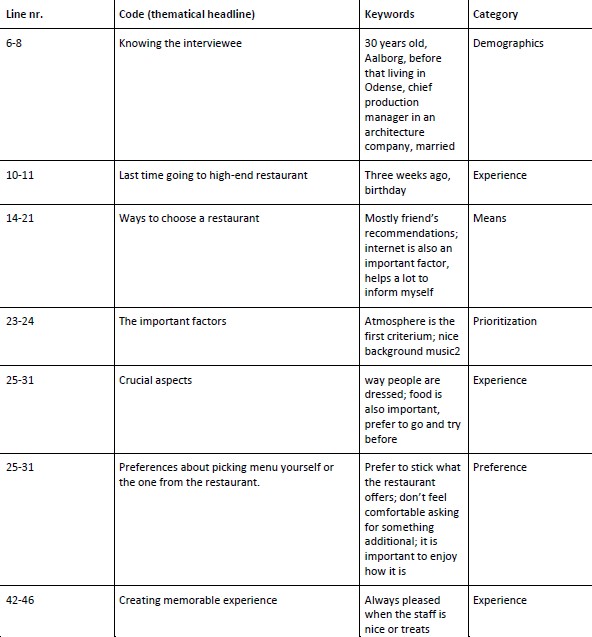 Line nr. Code (thematical headline) Keywords Category
6-8 Knowing the interviewee 30 years old, Demographics
Aalborg, before
that living in
Odense, chief
production
manager in an
architecture
company, married
10-11 Last time going to high-end restaurant Three weeks ago, Experience
birthday
14-21 Ways to choose a restaurant Mostly friend's Means
recommendations;
internet is also an
important factor,
helps a lot to
inform myself
23-24 The important factors Atmosphere is the Prioritization
first criterium; nice
background music2
25-31 Crucial aspects way people are Experience
dressed; food is
also important,
prefer to go and try
before
25-31 Preferences about picking menu yourself or Prefer to stick what Preference
the one from the restaurant. the restaurant
offers; don't feel
comfortable asking
for something
additional; it is
important to enjoy
how it is
42-46 Creating memorable experience Always pleased Experience
when the staff is
nice or treats